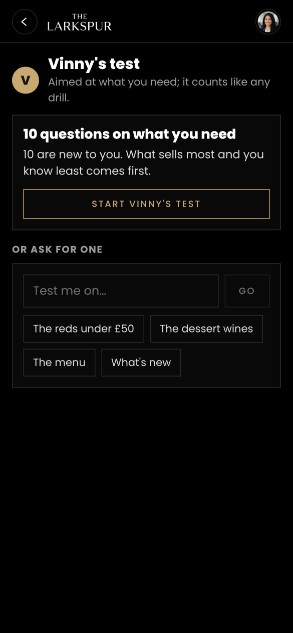 THE
LARKSPUR
V
Vinny's test
Aimed at what you need; it counts like any
drill.
10 questions on what you need
10 are new to you. What sells most and you
know least comes first.
START VINNY'S TEST
OR ASK FOR ONE
Test me on...
GO
The reds under £50
The dessert wines
The menu
What's new